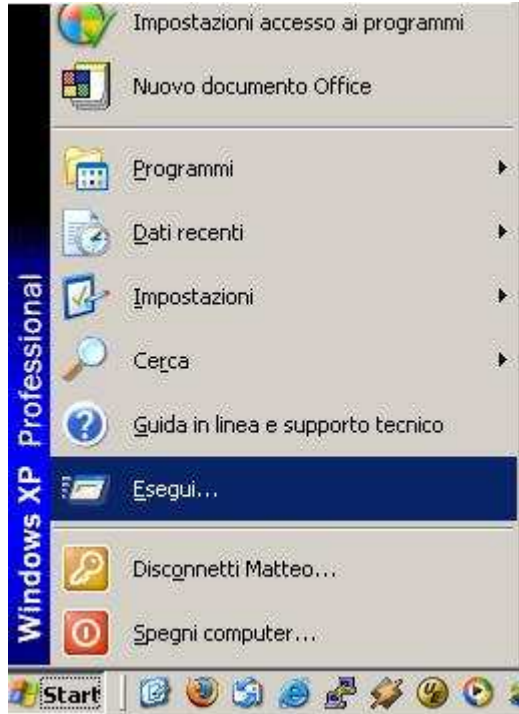 Impostazioni accesso ai programmi
Nuovo documento Office
Programmi
Dati recenti
Impostazioni
Cerca
Guida in linea e supporto tecnico
Esegui...
Disconnetti Matteo...
Spegni computer...
Windows XP Professional
Start